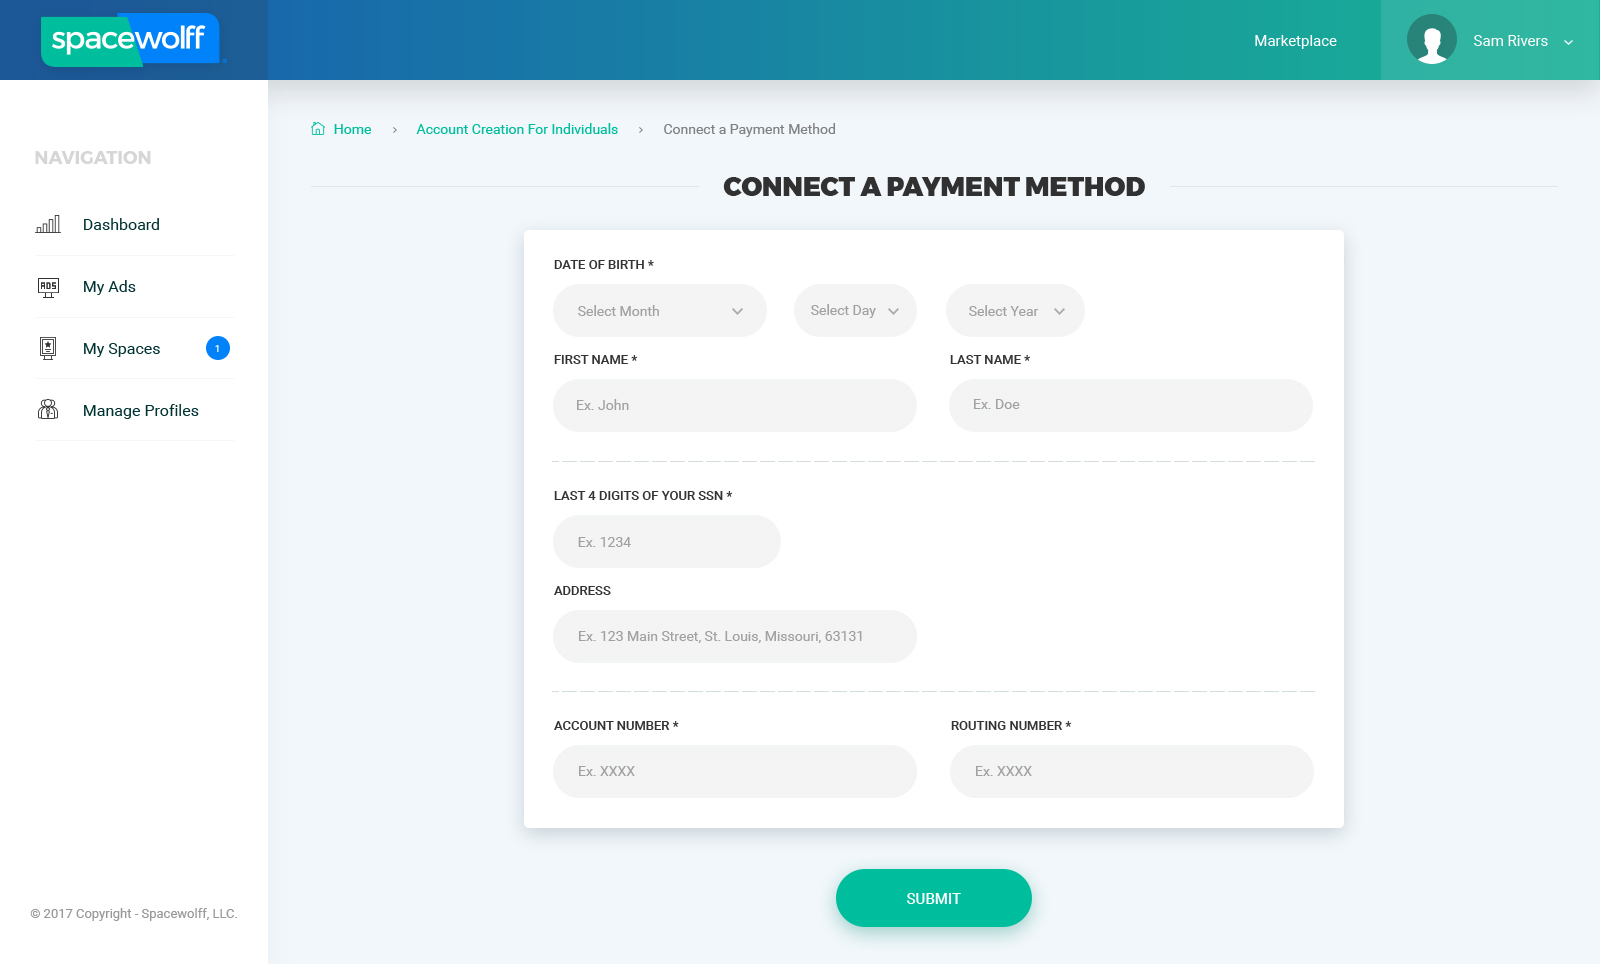 spacewolff
Marketplace
Sam Rivers
NAVIGATION
Dashboard
ADS
My Ads
My Spaces
1
Manage Profiles
© 2017 Copyright - Spacewolff, LLC.
Home > Account Creation For Individuals > Connect a Payment Method
CONNECT A PAYMENT METHOD
DATE OF BIRTH *
Select Month
Select Day
Select Year
FIRST NAME *
LAST NAME *
Ex. John
Ex. Doe
LAST 4 DIGITS OF YOUR SSN *
Ex. 1234
ADDRESS
Ex. 123 Main Street, St. Louis, Missouri, 63131
ACCOUNT NUMBER *
ROUTING NUMBER *
Ex. XXXX
Ex. XXXX
SUBMIT